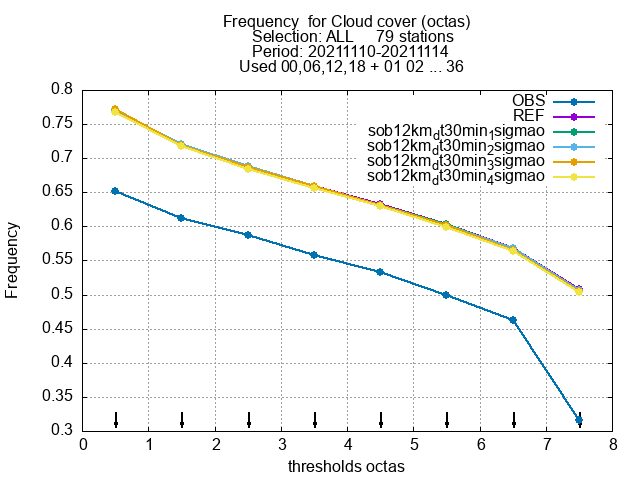 Frequency  for Cloud cover (octas)
Selection: ALL     79 stations
Period: 20211110-20211114
Used 00,06,12,18 + 01 02 ... 36
OBS
REF
sob12km_dt30min_1sigmao
sob12km_dt30min_2sigmao
sob12km_dt30min_3sigmao
sob12km_dt30min_4sigmao
Frequency
0.8
0.75
0.7
0.65
0.6
0.55
0.5
0.45
0.4
0.35
0.3
0 1 2 3 4 5 6 7 8
thresholds octas